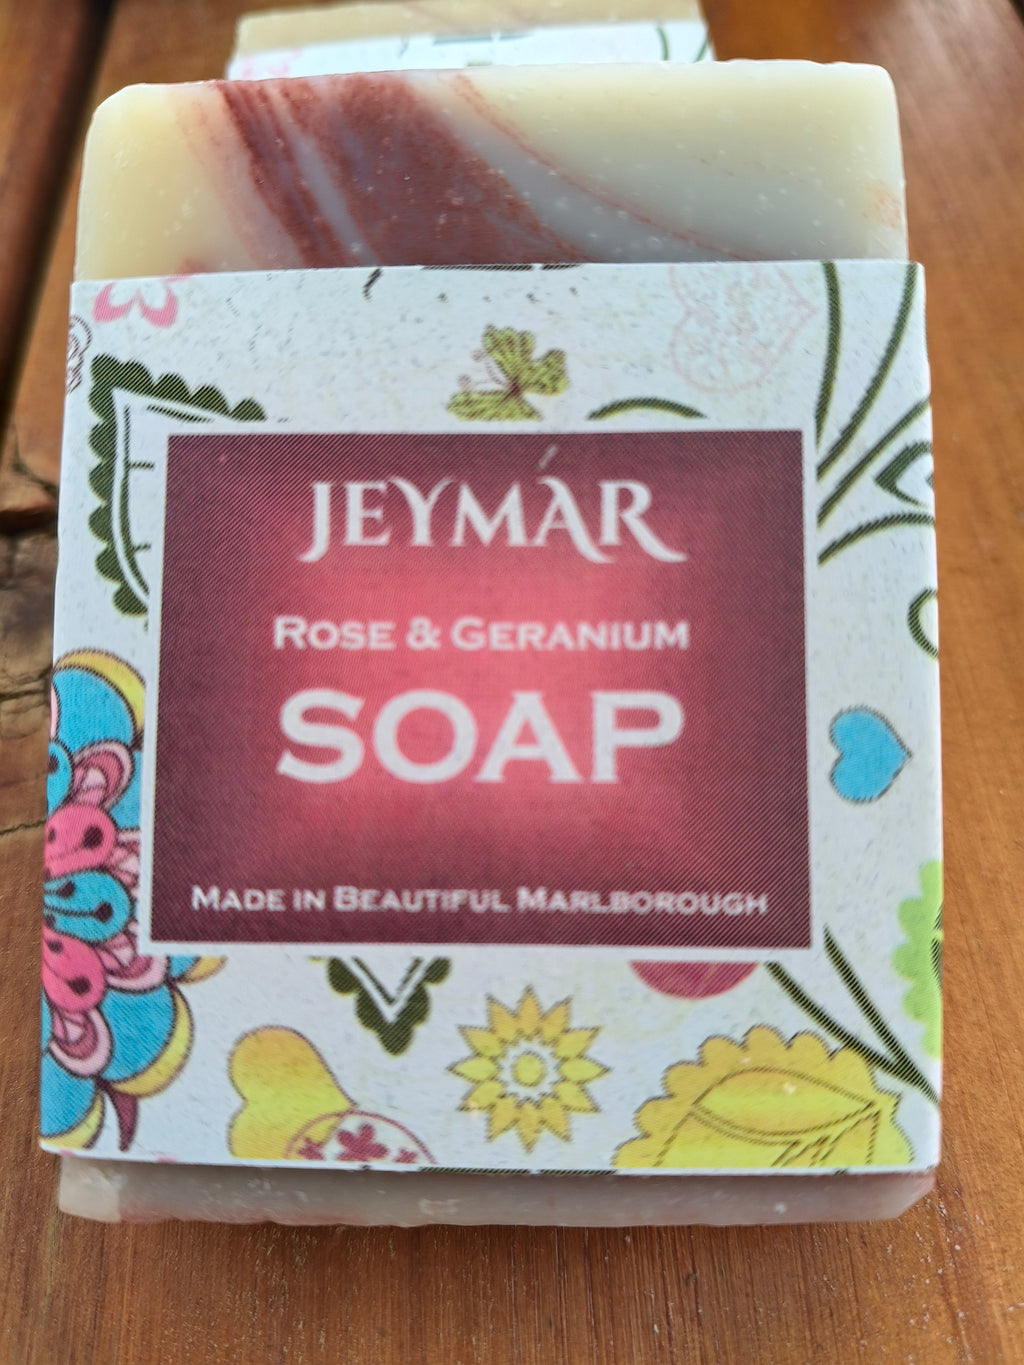 JEYMÁR
ROSE & GERANIUM
SOAP
MADE IN BEAUTIFUL MARLBOROUGH